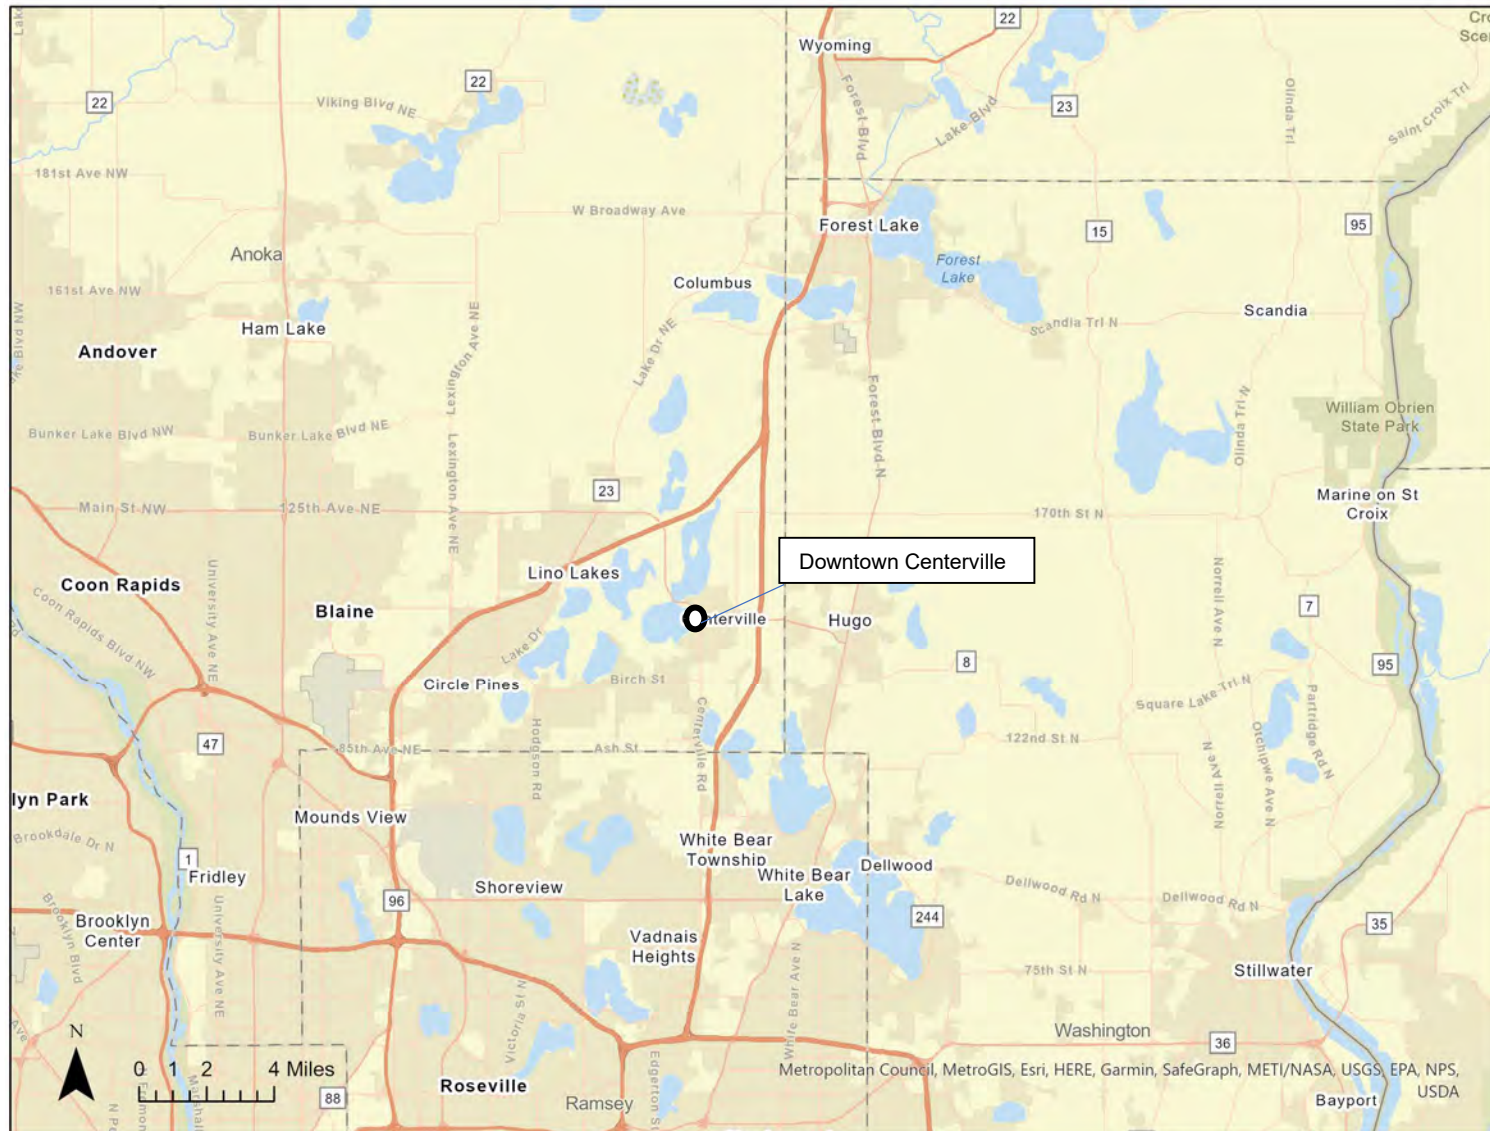 Lake
22
22
22
Wyoming
Viking Blvd NE
Forest Blvd
Lake Blvd
23
Olinda Trl
Saint Croix Trl
181st Ave NW
W Broadway Ave
Forest Lake
15
95
Anoka
Forest
Lake
Columbus
161st Ave NW
Ham Lake
Lexington Ave NE
Lake Dr NE
Scandia Trl N
Scandia
Andover
Forest Blvd N
Olinda Trl N
William Obrien
State Park
Bunker Lake Blvd NW
Bunker Lake Blvd NE
Lexington Ave NE
23
Main St NW
125th Ave NE
170th St N
Marine on St
Croix
Downtown Centerville
Lino Lakes
Coon Rapids
University Ave NE
Norrell Ave N
Coon Rapids Blvd NW
Blaine
nterville
Hugo
7
Lake Dr
8
95
Circle Pines
Birch St
Centerville Rd
Square Lake Trl N
Partridge Rd N
Otchipwe Ave N
Norrell Ave N
47
85th Ave NE
Hodgson Rd
Ash St
122nd St N
lyn Park
Mounds View
Brookdale Dr N
White Bear
Township
1
Fridley
Shoreview
White Bear
Lake
Dellwood
Dellwood Rd N
Dellwood Rd N
96
244
35
Brooklyn
Center
Brooklyn Blvd
University Ave NE
Vadnais
Heights
White Bear Ave N
75th St N
Stillwater
Victoria St N
Ave
N
0 1 2 4 Miles
Edgerton St
Washington
36
Metropolitan Council, MetroGIS, Esri, HERE, Garmin, SafeGraph, METI/NASA, USGS, EPA, NPS,
USDA
Roseville
88
Ramsey
Bayport